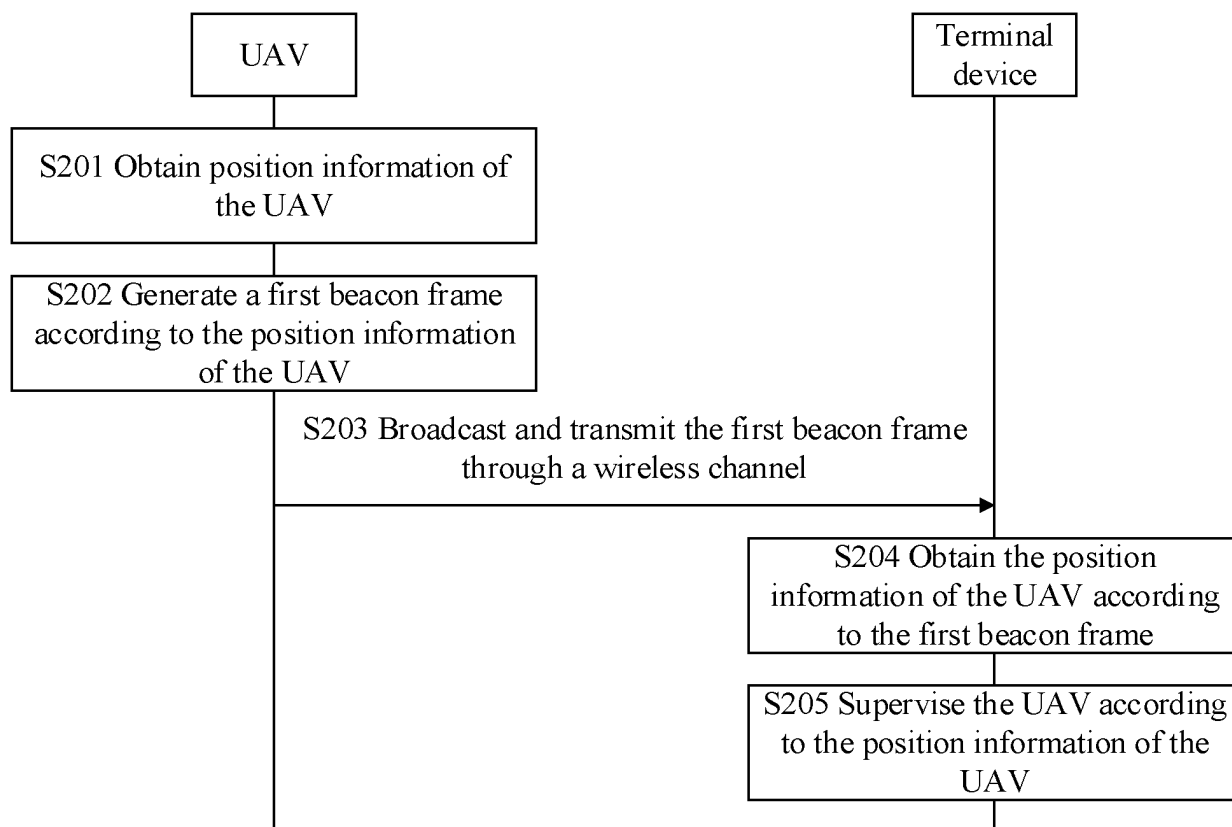 UAV
Terminal
device
S201 Obtain position information of
the UAV
S202 Generate a first beacon frame
according to the position information
of the UAV
S203 Broadcast and transmit the first beacon frame
through a wireless channel
S204 Obtain the position
information of the UAV according
to the first beacon frame
S205 Supervise the UAV according
to the position information of the
UAV